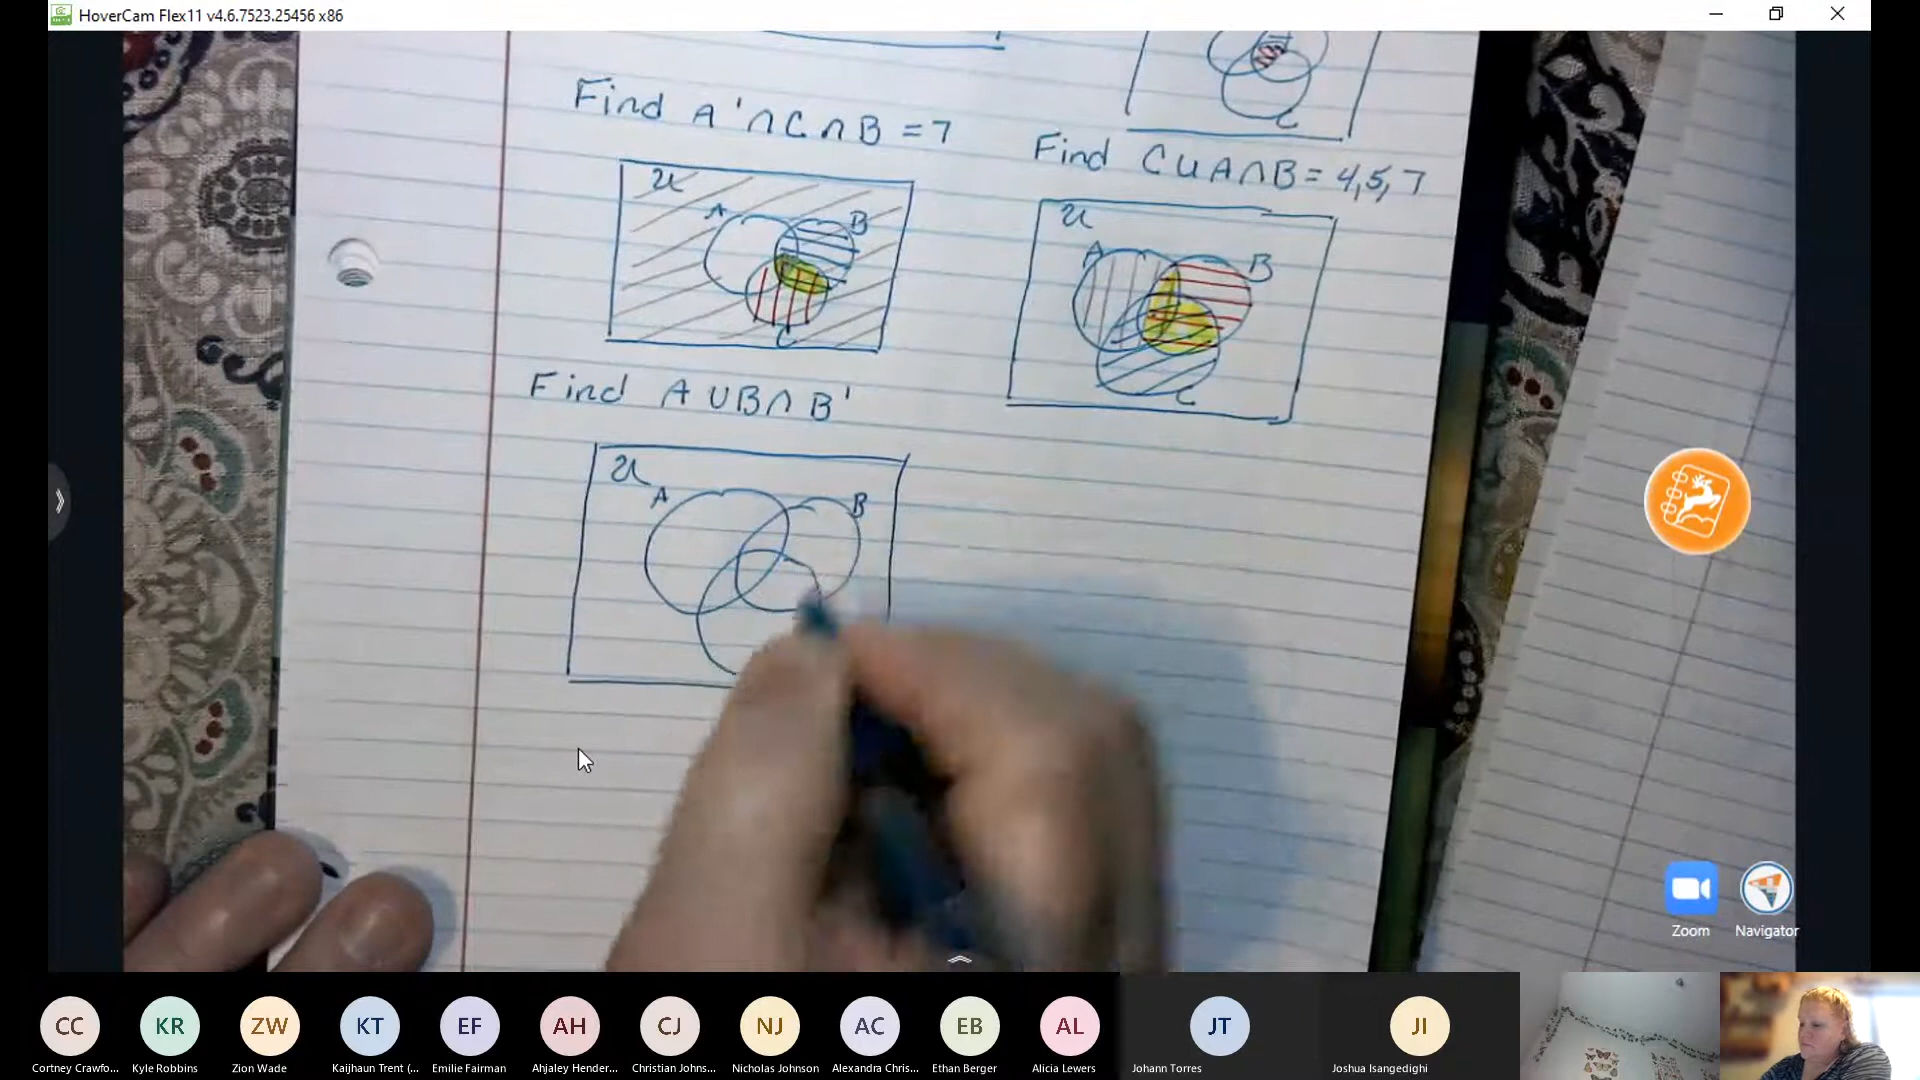 HoverCam Flex11 v4.6.7523.25456 x86
C
Find A'∩C∩B = 7
Find C∪A∩B = 4,5,7
U
A
B
C
U
A
B
C
Find A∪B∩B'
U
A
B
Zoom
Navigator
CC
KR
ZW
KT
EF
AH
CJ
NJ
AC
EB
AL
JT
JI
Cortney Crawfo...
Kyle Robbins
Zion Wade
Kaijhaun Trent (...
Emilie Fairman
Ahjaley Hender...
Christian Johns...
Nicholas Johnson
Alexandra Chris...
Ethan Berger
Alicia Lewers
Johann Torres
Joshua Isangedighi